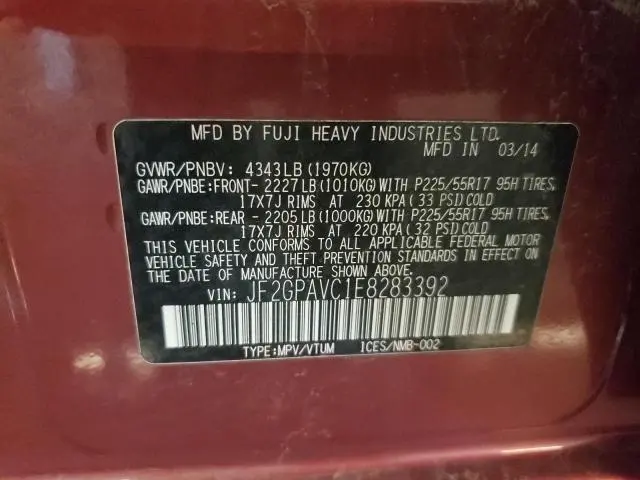 MFD BY FUJI HEAVY INDUSTRIES LTD.
MFD IN 03/14
GVWR/PNBV: 4343LB (1970KG)
GAWR/PNBE:FRONT- 2227LB (1010KG) WITH P225/55R17 95H TIRES,
17X7J RIMS AT 230 KPA (33 PSI) COLD
GAWR/PNBE:REAR - 2205LB (1000KG) WITH P225/55R17 95H TIRES,
17X7J RIMS AT 220 KPA (32 PSI) COLD
THIS VEHICLE CONFORMS TO ALL APPLICABLE FEDERAL MOTOR
VEHICLE SAFETY AND THEFT PREVENTION STANDARDS IN EFFECT ON
THE DATE OF MANUFACTURE SHOWN ABOVE.
VIN: JF2GPAVC1E8283392
TYPE:MPV/VTUM ICES/NMB-002